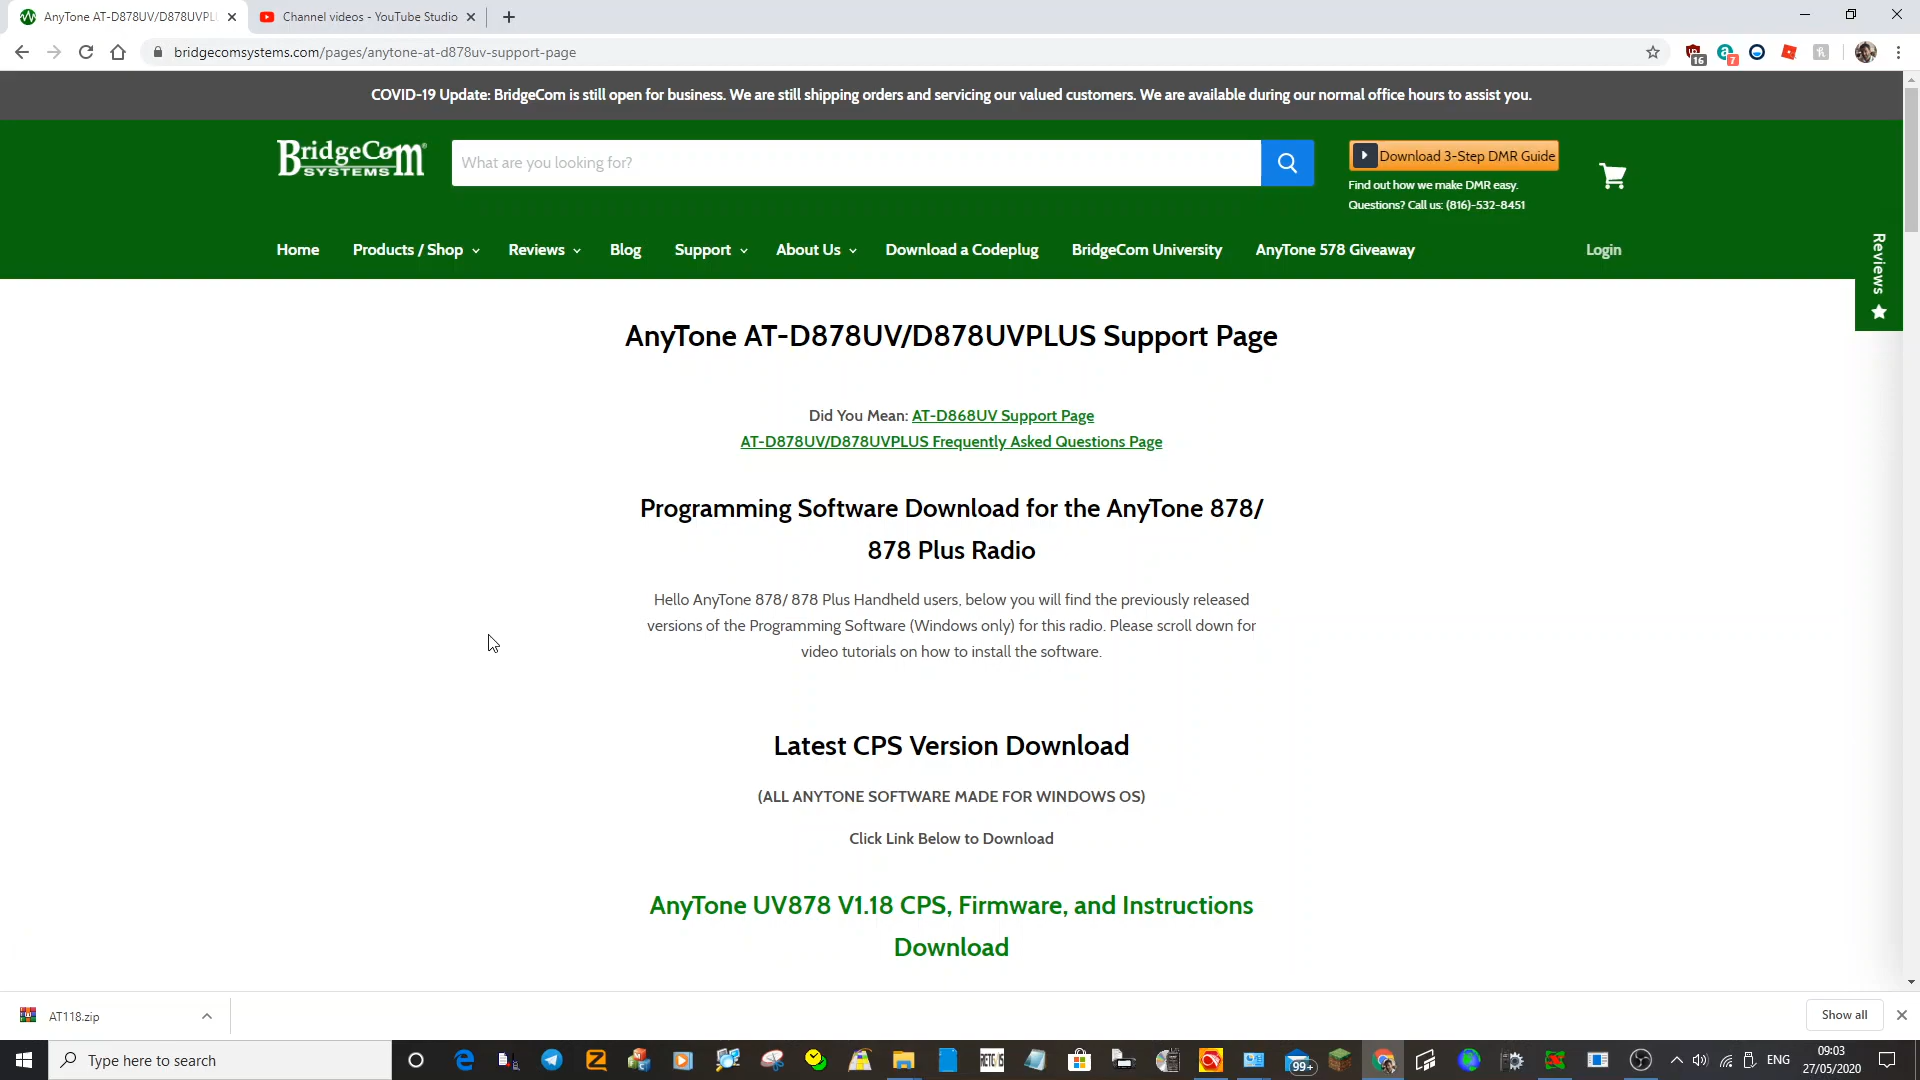 AnyTone AT-D878UV/D878UVPL
Channel videos - YouTube Studio
bridgecomsystems.com/pages/anytone-at-d878uv-support-page
16
7
COVID-19 Update: BridgeCom is still open for business. We are still shipping orders and servicing our valued customers. We are available during our normal office hours to assist you.
BridgeCom®
SYSTEMS
What are you looking for?
Download 3-Step DMR Guide
Find out how we make DMR easy.
Questions? Call us: (816)-532-8451
Home Products / Shop Reviews Blog Support About Us Download a Codeplug BridgeCom University AnyTone 578 Giveaway Login
Reviews
AnyTone AT-D878UV/D878UVPLUS Support Page
Did You Mean: AT-D868UV Support Page
AT-D878UV/D878UVPLUS Frequently Asked Questions Page
Programming Software Download for the AnyTone 878/
878 Plus Radio
Hello AnyTone 878/ 878 Plus Handheld users, below you will find the previously released
versions of the Programming Software (Windows only) for this radio. Please scroll down for
video tutorials on how to install the software.
Latest CPS Version Download
(ALL ANYTONE SOFTWARE MADE FOR WINDOWS OS)
Click Link Below to Download
AnyTone UV878 V1.18 CPS, Firmware, and Instructions
Download
AT118.zip
Show all
Type here to search
99+
ENG
09:03
27/05/2020